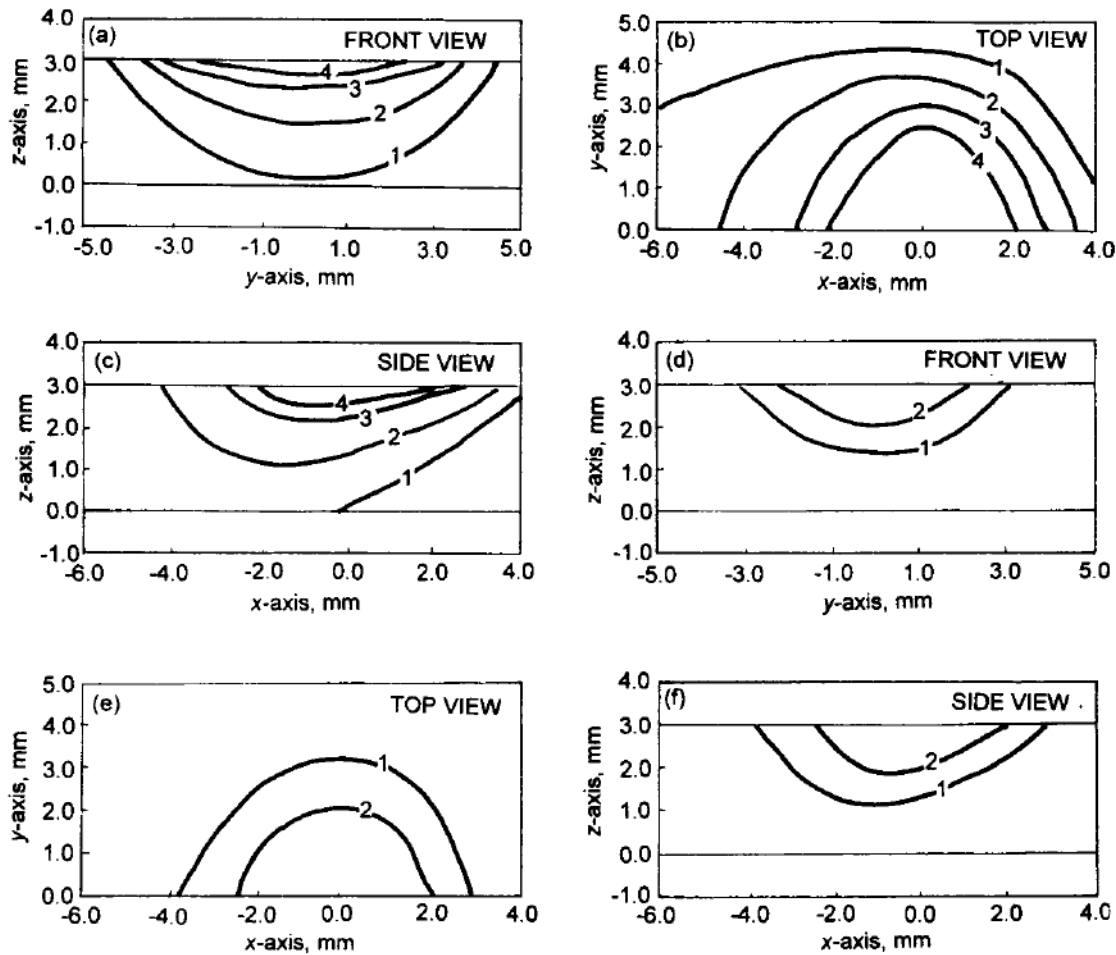 (a) FRONT VIEW
4.0
3.0
2.0
1.0
0.0
-1.0
z-axis, mm
4
3
2
1
-5.0 -3.0 -1.0 1.0 3.0 5.0
y-axis, mm
(b) TOP VIEW
5.0
4.0
3.0
2.0
1.0
0.0
y-axis, mm
1
2
3
4
-6.0 -4.0 -2.0 0.0 2.0 4.0
x-axis, mm
(c) SIDE VIEW
4.0
3.0
2.0
1.0
0.0
-1.0
z-axis, mm
4
3
2
1
-6.0 -4.0 -2.0 0.0 2.0 4.0
x-axis, mm
(d) FRONT VIEW
4.0
3.0
2.0
1.0
0.0
-1.0
z-axis, mm
2
1
-5.0 -3.0 -1.0 1.0 3.0 5.0
y-axis, mm
(e) TOP VIEW
5.0
4.0
3.0
2.0
1.0
0.0
y-axis, mm
1
2
-6.0 -4.0 -2.0 0.0 2.0 4.0
x-axis, mm
(f) SIDE VIEW
4.0
3.0
2.0
1.0
0.0
-1.0
z-axis, mm
2
1
-6.0 -4.0 -2.0 0.0 2.0 4.0
x-axis, mm